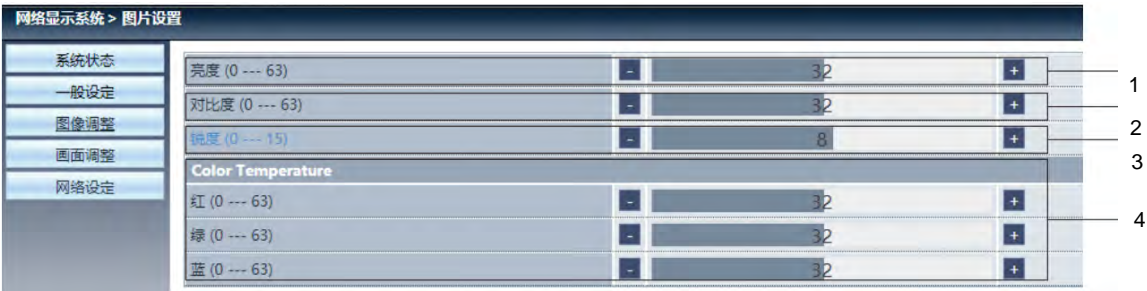 网络显示系统 > 图片设置
系统状态
一般设定
图像调整
画面调整
网络设定
亮度 (0 --- 63) - 32 + 1
对比度 (0 --- 63) - 32 + 2
锐度 (0 --- 15) - 8 + 3
Color Temperature
红 (0 --- 63) - 32 +
绿 (0 --- 63) - 32 + 4
蓝 (0 --- 63) - 32 +